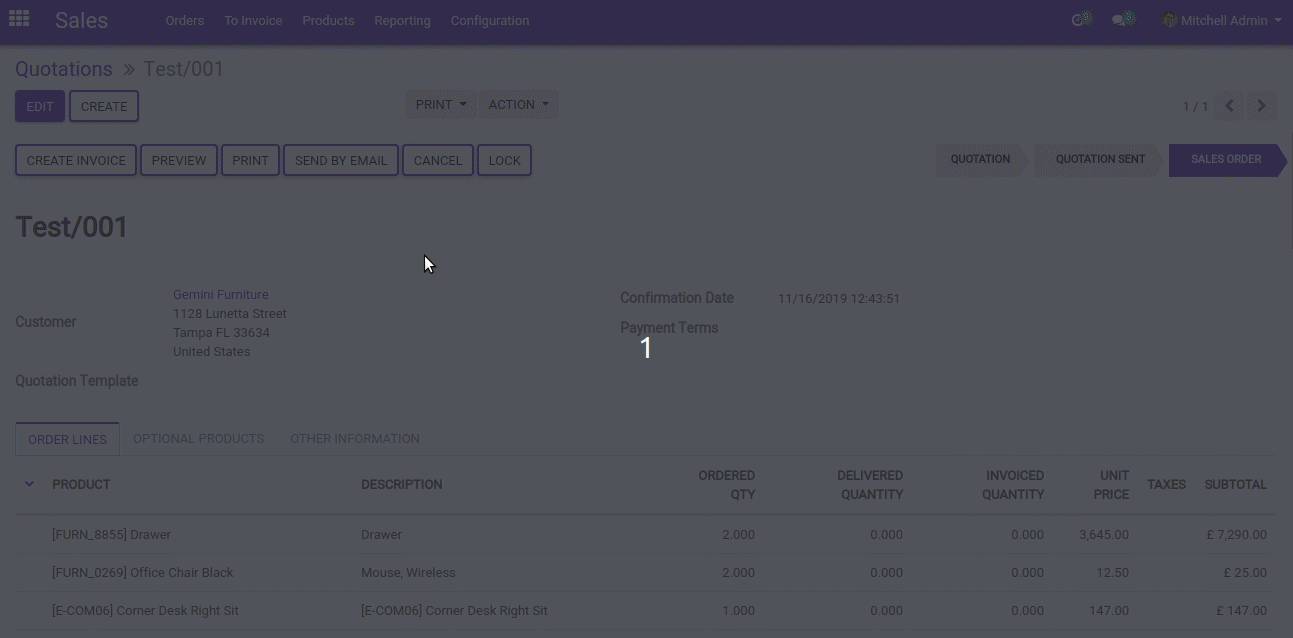 Sales Orders To Invoice Products Reporting Configuration Mitchell Admin
Quotations » Test/001
EDIT CREATE PRINT ACTION 1 / 1
CREATE INVOICE PREVIEW PRINT SEND BY EMAIL CANCEL LOCK QUOTATION QUOTATION SENT SALES ORDER
Test/001
Customer
Gemini Furniture
1128 Lunetta Street
Tampa FL 33634
United States
Confirmation Date 11/16/2019 12:43:51
Payment Terms
1
Quotation Template
ORDER LINES OPTIONAL PRODUCTS OTHER INFORMATION
PRODUCT DESCRIPTION ORDERED QTY DELIVERED QUANTITY INVOICED QUANTITY UNIT PRICE TAXES SUBTOTAL
[FURN_8855] Drawer Drawer 2.000 0.000 0.000 3,645.00 £ 7,290.00
[FURN_0269] Office Chair Black Mouse, Wireless 2.000 0.000 0.000 12.50 £ 25.00
[E-COM06] Corner Desk Right Sit [E-COM06] Corner Desk Right Sit 1.000 0.000 0.000 147.00 £ 147.00